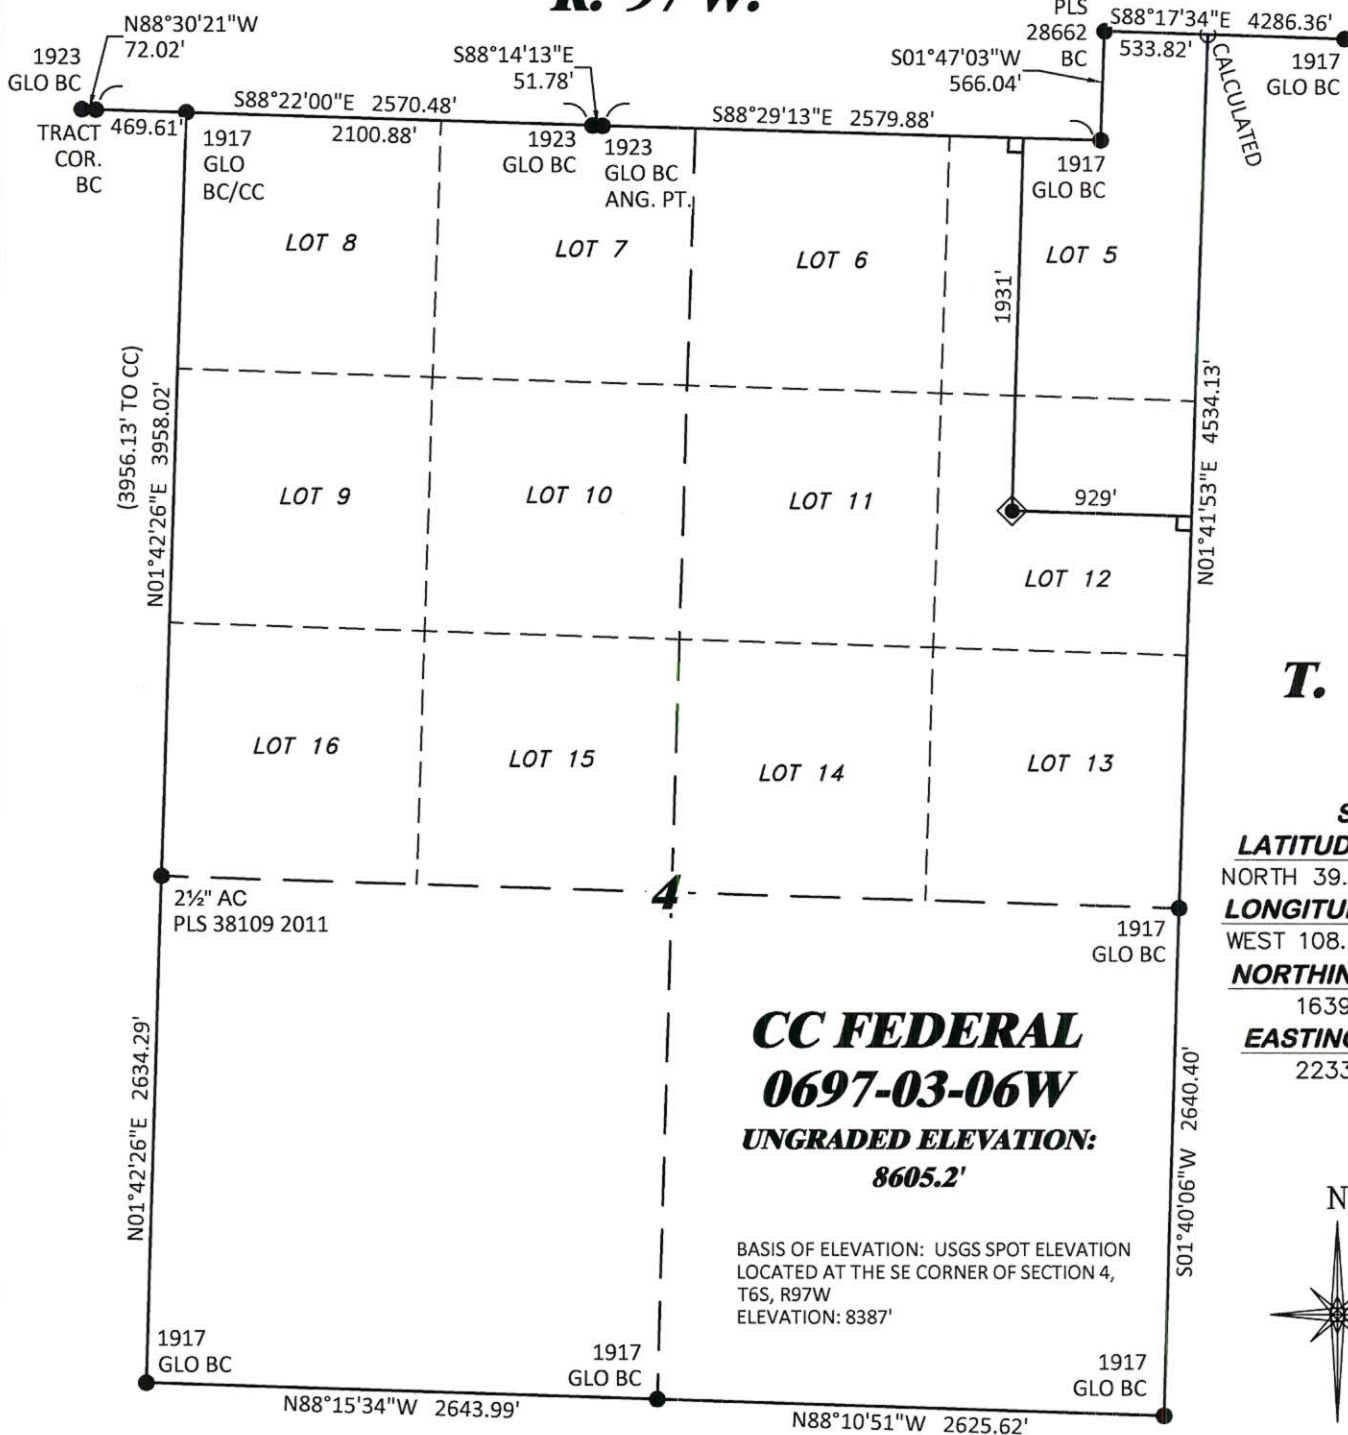 R. 97 W.
N88°30'21"W
72.02'
1923
GLO BC
S88°14'13"E
51.78'
PLS
28662
BC
S88°17'34"E 4286.36'
533.82'
1917
GLO BC
CALCULATED
S01°47'03"W
566.04'
S88°22'00"E 2570.48'
S88°29'13"E 2579.88'
469.61'
TRACT
COR.
BC
1917
GLO
BC/CC
2100.88'
1923
GLO BC
1923
GLO BC
ANG. PT.
1917
GLO BC
LOT 8
LOT 7
LOT 6
LOT 5
1931'
(3956.13' TO CC)
N01°42'26"E 3958.02'
N01°41'53"E 4534.13'
LOT 9
LOT 10
LOT 11
929'
LOT 12
LOT 16
LOT 15
LOT 14
LOT 13
T.
2½" AC
PLS 38109 2011
4
1917
GLO BC
S
LATITUD
NORTH 39.
LONGITU
WEST 108.
NORTHIN
1639
EASTING
2233
CC FEDERAL
0697-03-06W
UNGRADED ELEVATION:
8605.2'
N01°42'26"E 2634.29'
S01°40'06"W 2640.40'
BASIS OF ELEVATION: USGS SPOT ELEVATION
LOCATED AT THE SE CORNER OF SECTION 4,
T6S, R97W
ELEVATION: 8387'
N
1917
GLO BC
1917
GLO BC
1917
GLO BC
N88°15'34"W 2643.99'
N88°10'51"W 2625.62'